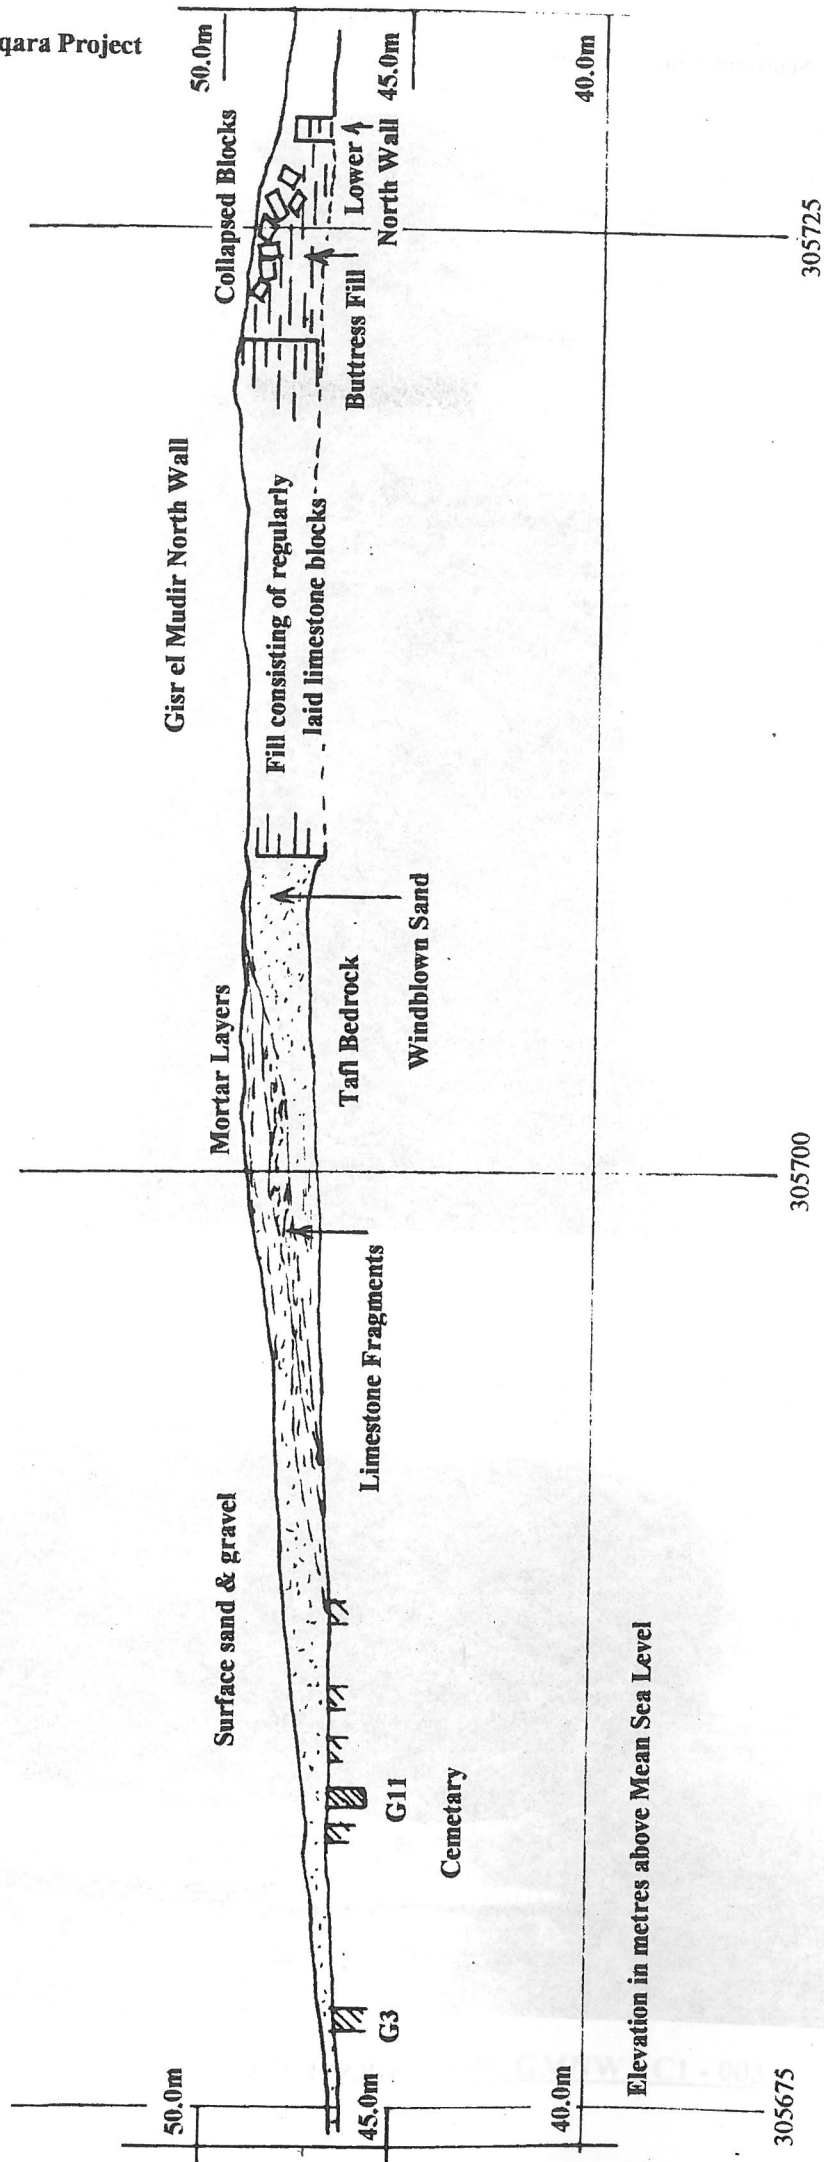 qara Project
50.0m
45.0m
40.0m
Collapsed Blocks
Lower
North Wall
305725
Buttress Fill
Gisr el Mudir North Wall
Fill consisting of regularly
laid limestone blocks
Windblown Sand
Tafl Bedrock
Mortar Layers
305700
Limestone Fragments
Surface sand & gravel
G11
Cemetary
G3
Elevation in metres above Mean Sea Level
50.0m
45.0m
40.0m
305675